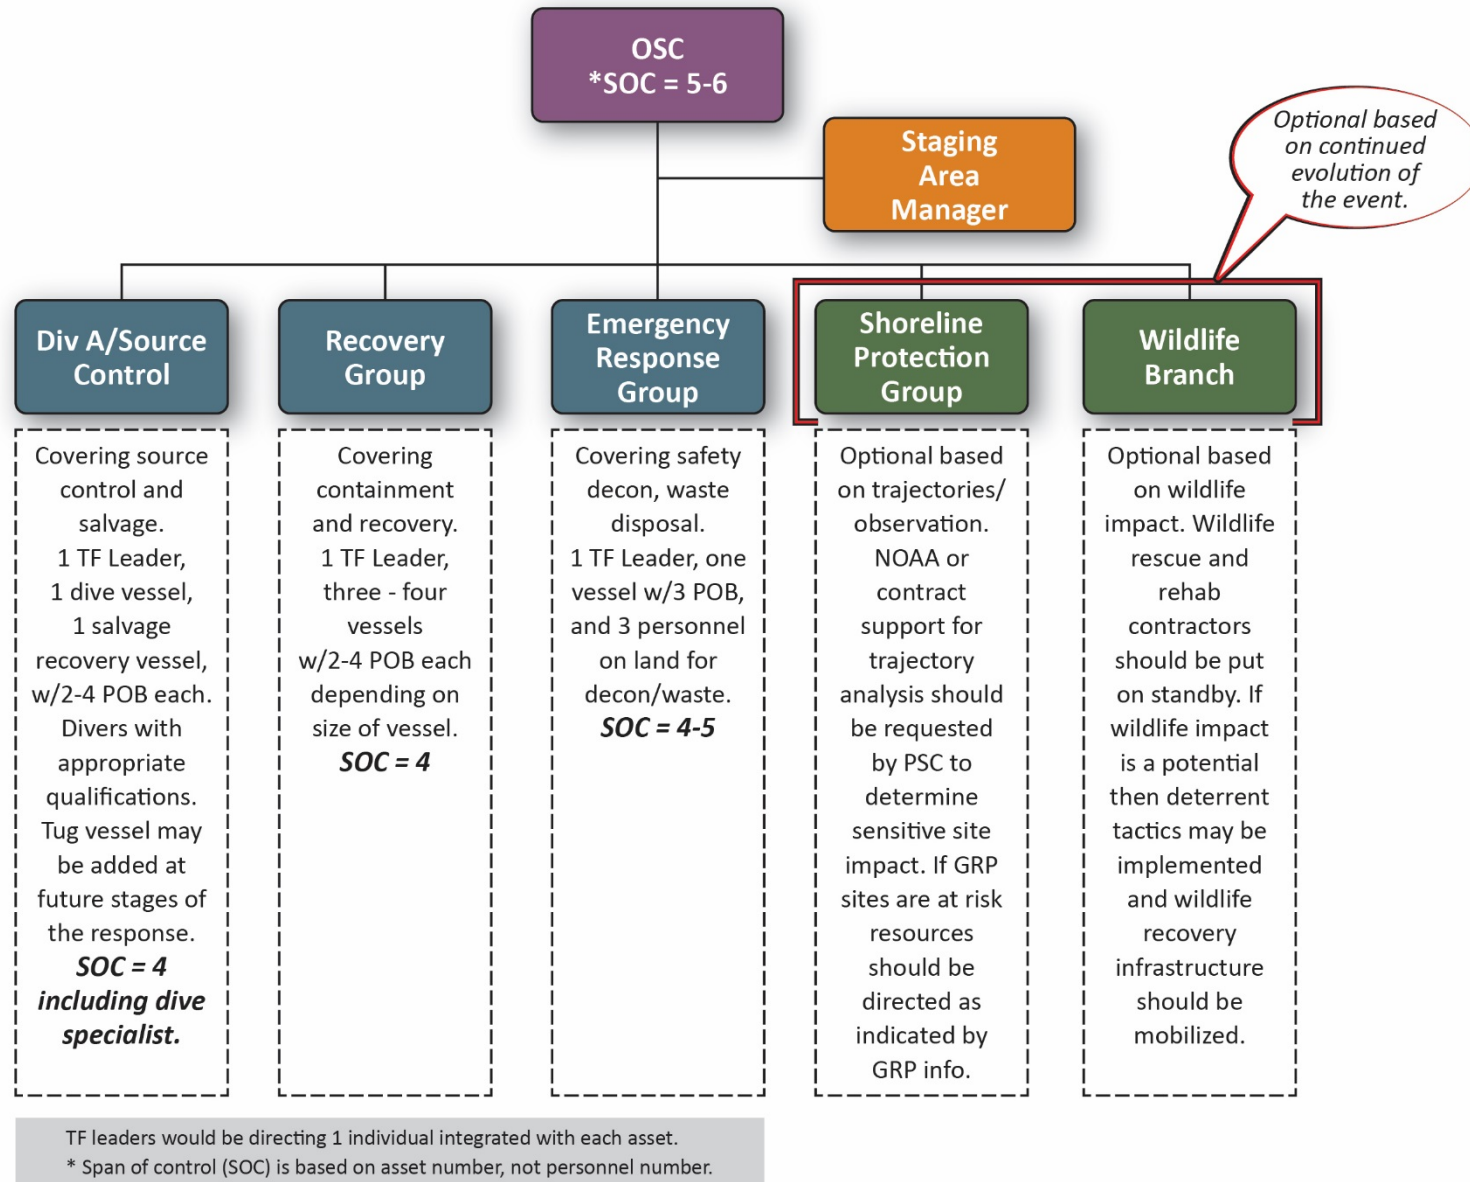 OSC
*SOC = 5-6
Staging
Area
Manager
Optional based
on continued
evolution of
the event.
Div A/Source
Control
Recovery
Group
Emergency
Response
Group
Shoreline
Protection
Group
Wildlife
Branch
Covering source
control and
salvage.
1 TF Leader,
1 dive vessel,
1 salvage
recovery vessel,
w/2-4 POB each.
Divers with
appropriate
qualifications.
Tug vessel may
be added at
future stages of
the response.
SOC = 4
including dive
specialist.
Covering
containment
and recovery.
1 TF Leader,
three - four
vessels
w/2-4 POB each
depending on
size of vessel.
SOC = 4
Covering safety
decon, waste
disposal.
1 TF Leader, one
vessel w/3 POB,
and 3 personnel
on land for
decon/waste.
SOC = 4-5
Optional based
on trajectories/
observation.
NOAA or
contract
support for
trajectory
analysis should
be requested
by PSC to
determine
sensitive site
impact. If GRP
sites are at risk
resources
should be
directed as
indicated by
GRP info.
Optional based
on wildlife
impact. Wildlife
rescue and
rehab
contractors
should be put
on standby. If
wildlife impact
is a potential
then deterrent
tactics may be
implemented
and wildlife
recovery
infrastructure
should be
mobilized.
TF leaders would be directing 1 individual integrated with each asset.
* Span of control (SOC) is based on asset number, not personnel number.